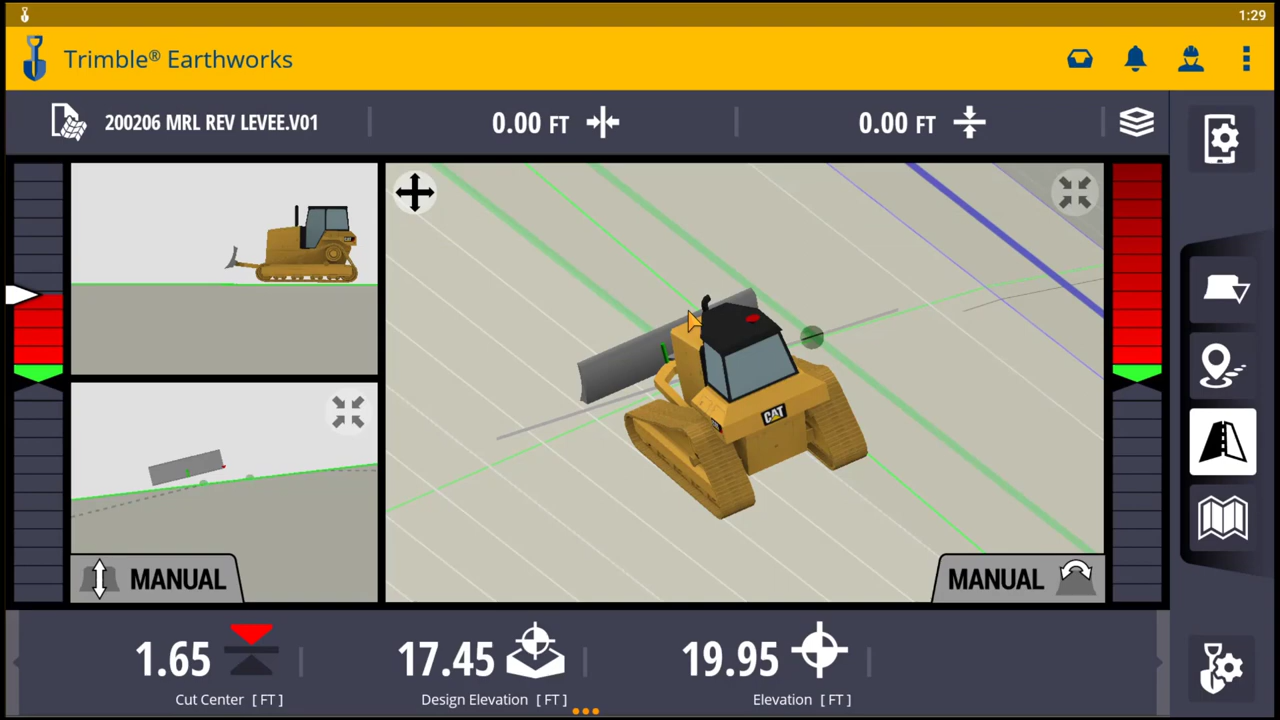 1:29
Trimble® Earthworks
200206 MRL REV LEVEE.V01
0.00 FT
0.00 FT
CAT
CAT
MANUAL
MANUAL
1.65
17.45
19.95
Cut Center [ FT ]
Design Elevation [ FT ]
Elevation [ FT ]